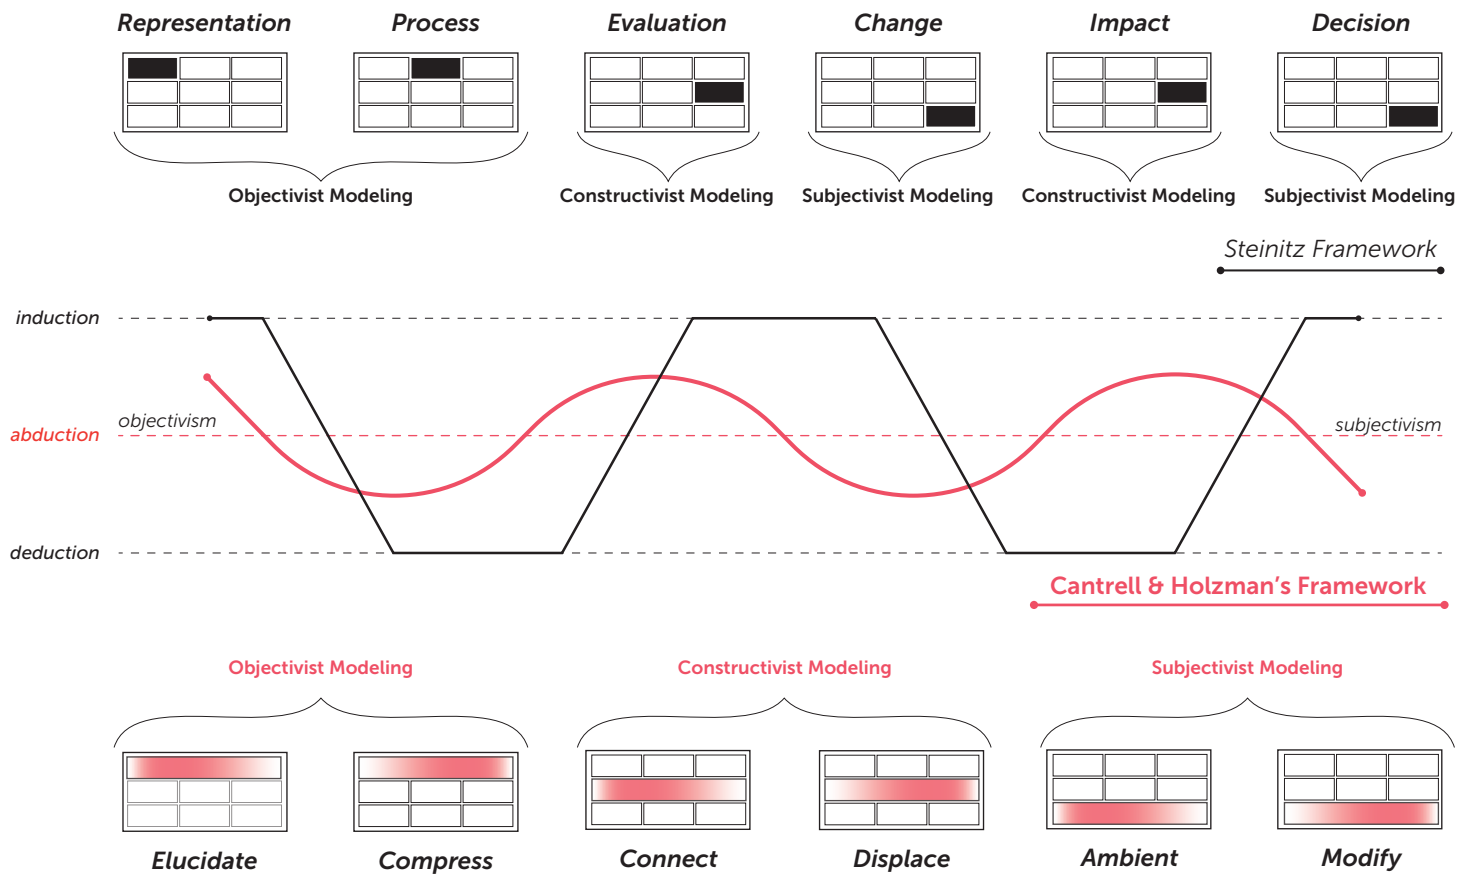 Representation
Process
Evaluation
Change
Impact
Decision
Objectivist Modeling
Constructivist Modeling
Subjectivist Modeling
Constructivist Modeling
Subjectivist Modeling
Steinitz Framework
induction
objectivism
abduction
subjectivism
deduction
Cantrell & Holzman's Framework
Objectivist Modeling
Constructivist Modeling
Subjectivist Modeling
Elucidate
Compress
Connect
Displace
Ambient
Modify